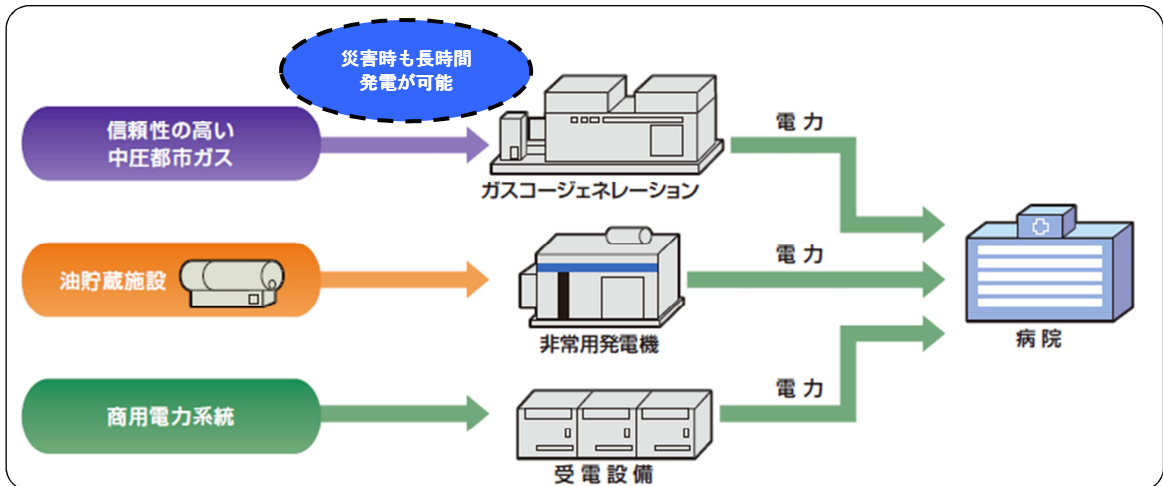 災害時も長時間
発電が可能
信頼性の高い
中圧都市ガス
電力
ガスコージェネレーション
油貯蔵施設
電力
非常用発電機
病院
商用電力系統
電力
受電設備